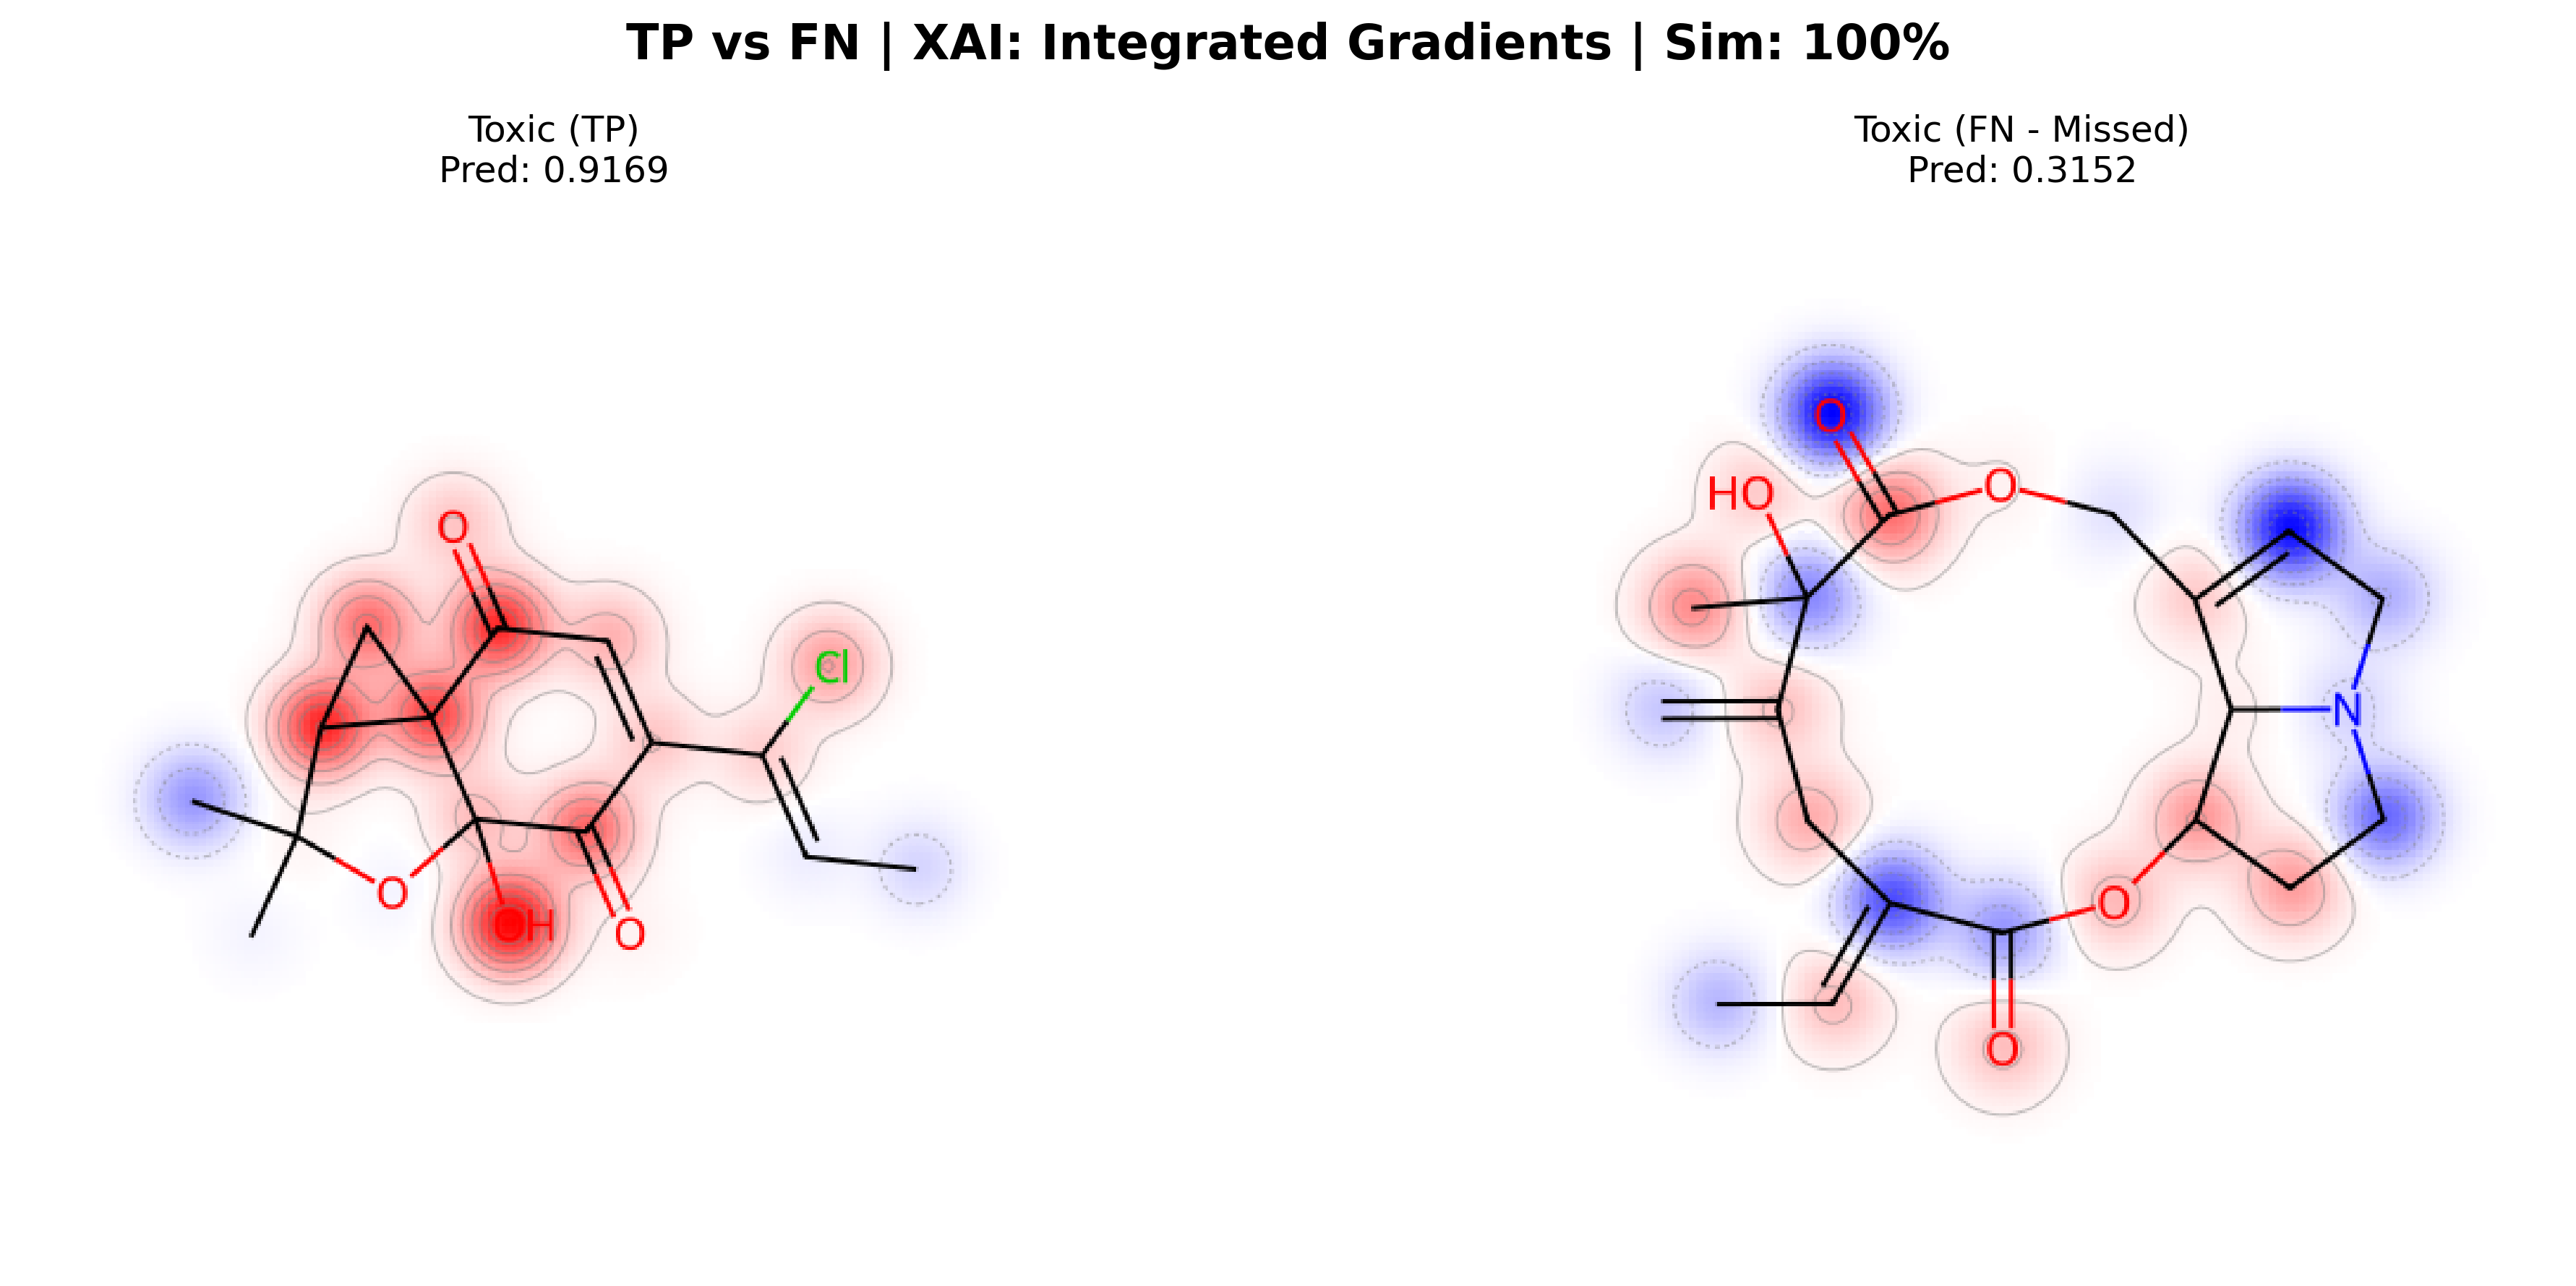 TP vs FN | XAI: Integrated Gradients | Sim: 100%
Toxic (TP)
Pred: 0.9169
Toxic (FN - Missed)
Pred: 0.3152
O
Cl
O
OH
O
O
HO
O
N
O
O